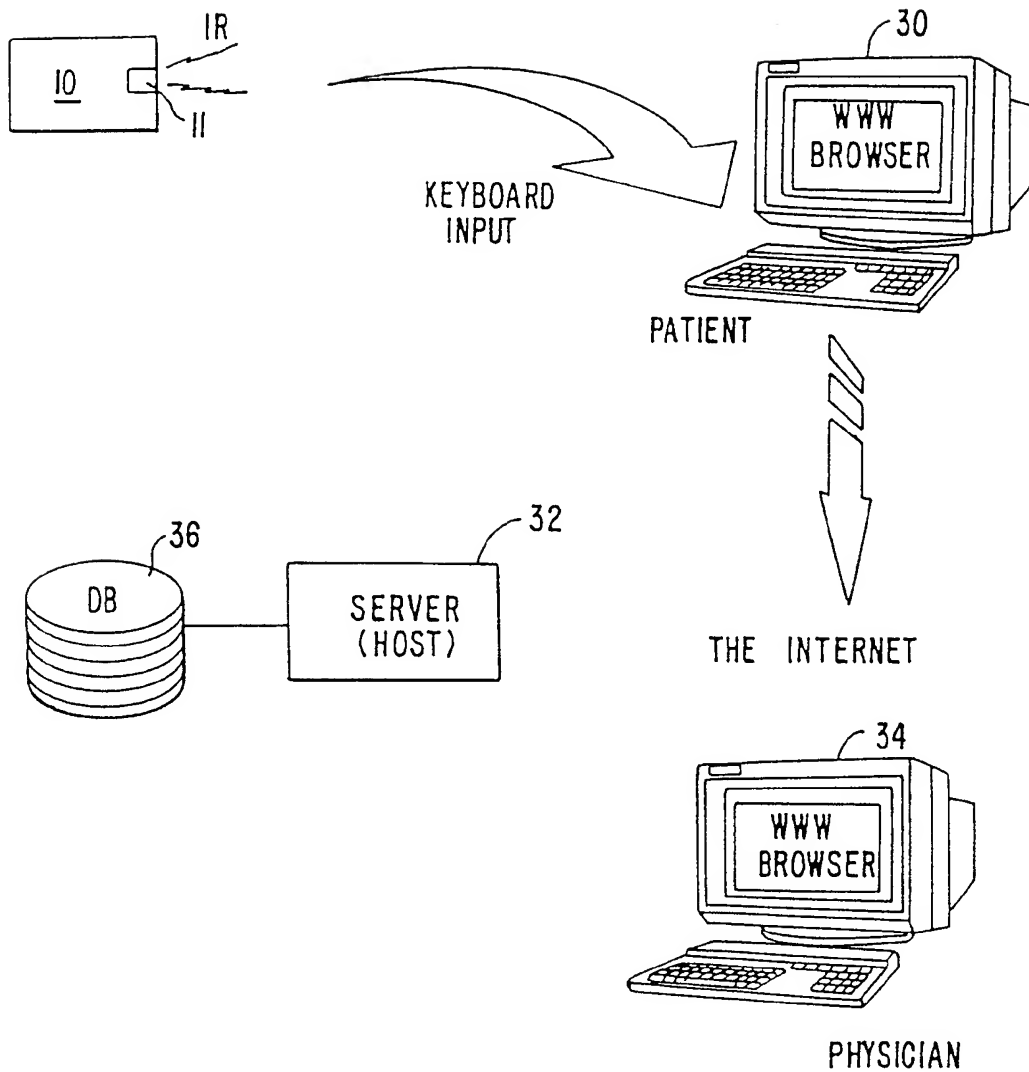 IR
10
11
30
WWW
BROWSER
KEYBOARD
INPUT
PATIENT
36
DB
32
SERVER
(HOST)
THE INTERNET
34
WWW
BROWSER
PHYSICIAN